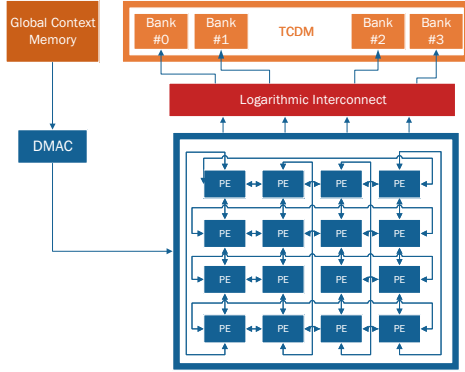 Global Context
Memory
Bank
#0
Bank
#1
TCDM
Bank
#2
Bank
#3
Logarithmic Interconnect
DMAC
PE PE PE PE
PE PE PE PE
PE PE PE PE
PE PE PE PE